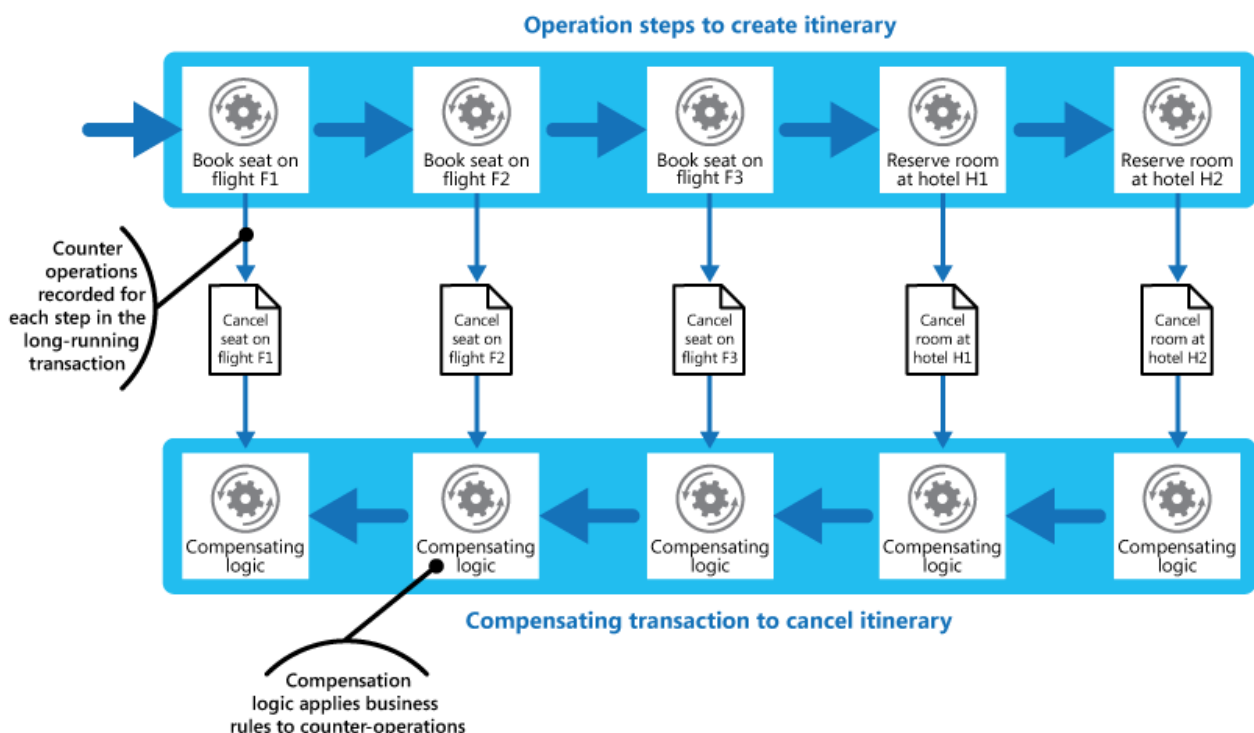 Operation steps to create itinerary
Book seat on
flight F1
Book seat on
flight F2
Book seat on
flight F3
Reserve room
at hotel H1
Reserve room
at hotel H2
Counter
operations
recorded for
each step in the
long-running
transaction
Cancel
seat on
flight F1
Cancel
seat on
flight F2
Cancel
seat on
flight F3
Cancel
room at
hotel H1
Cancel
room at
hotel H2
Compensating
logic
Compensating
logic
Compensating
logic
Compensating
logic
Compensating
logic
Compensating transaction to cancel itinerary
Compensation
logic applies business
rules to counter-operations